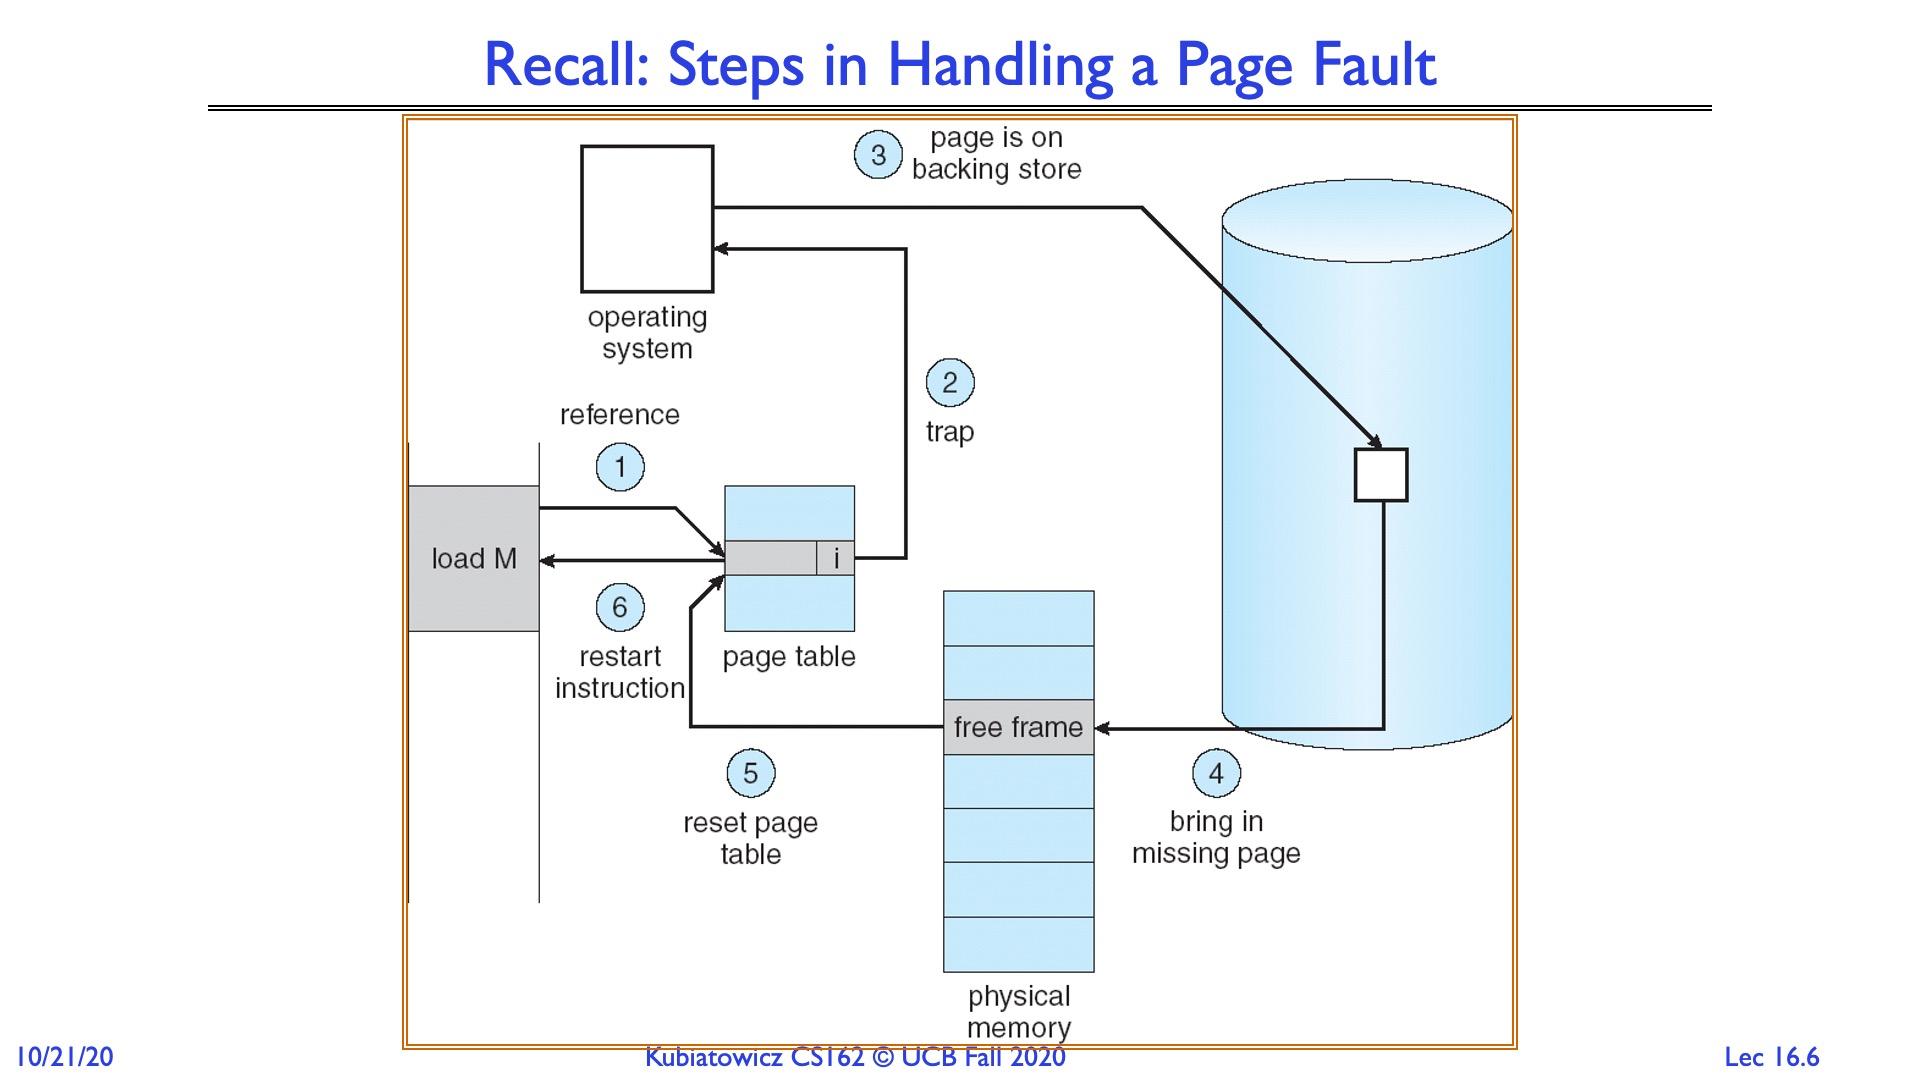 Recall: Steps in Handling a Page Fault
3
page is on
backing store
operating
system
2
trap
reference
1
load M
i
6
restart
instruction
page table
free frame
5
reset page
table
4
bring in
missing page
physical
memory
10/21/20
Kubiatowicz CS162 © UCB Fall 2020
Lec 16.6